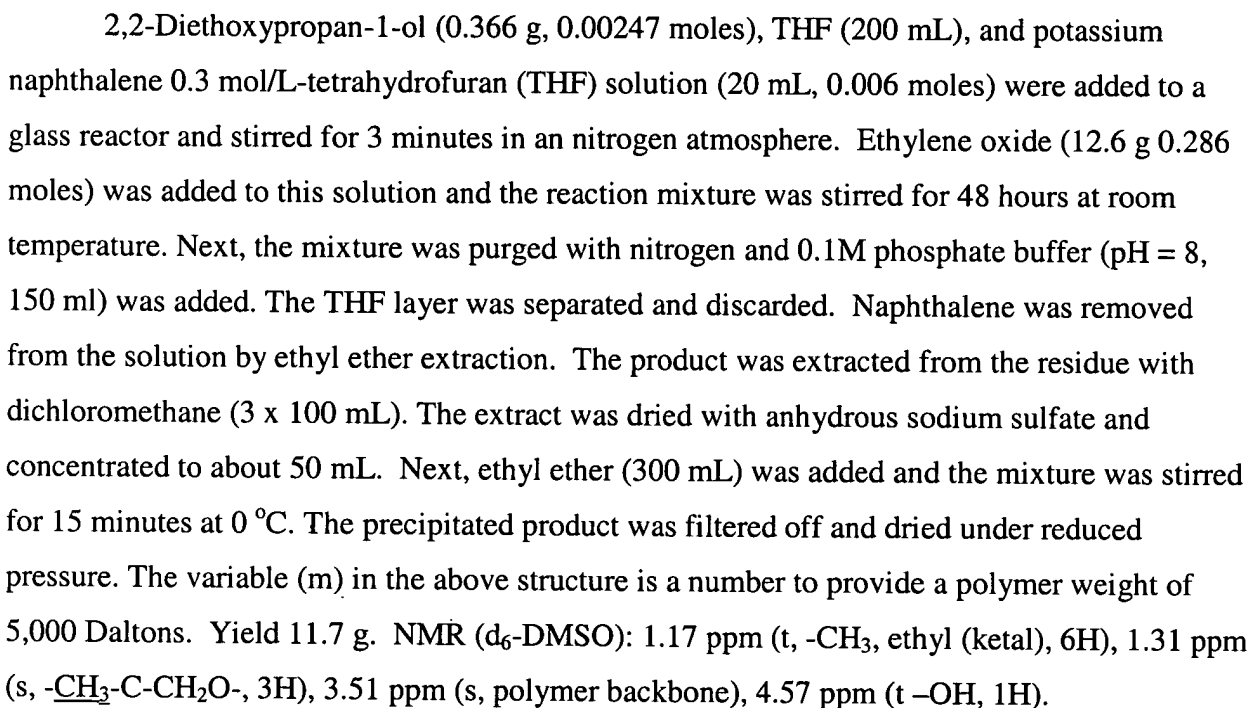 2,2-Diethoxypropan-1-ol (0.366 g, 0.00247 moles), THF (200 mL), and potassium
naphthalene 0.3 mol/L-tetrahydrofuran (THF) solution (20 mL, 0.006 moles) were added to a
glass reactor and stirred for 3 minutes in an nitrogen atmosphere.  Ethylene oxide (12.6 g 0.286
moles) was added to this solution and the reaction mixture was stirred for 48 hours at room
temperature. Next, the mixture was purged with nitrogen and 0.1M phosphate buffer (pH = 8,
150 ml) was added. The THF layer was separated and discarded.  Naphthalene was removed
from the solution by ethyl ether extraction.  The product was extracted from the residue with
dichloromethane (3 x 100 mL). The extract was dried with anhydrous sodium sulfate and
concentrated to about 50 mL.  Next, ethyl ether (300 mL) was added and the mixture was stirred
for 15 minutes at 0 °C. The precipitated product was filtered off and dried under reduced
pressure. The variable (m) in the above structure is a number to provide a polymer weight of
5,000 Daltons.  Yield 11.7 g.  NMR (d₆-DMSO): 1.17 ppm (t, -CH₃, ethyl (ketal), 6H), 1.31 ppm
(s, -CH₃-C-CH₂O-, 3H), 3.51 ppm (s, polymer backbone), 4.57 ppm (t –OH, 1H).